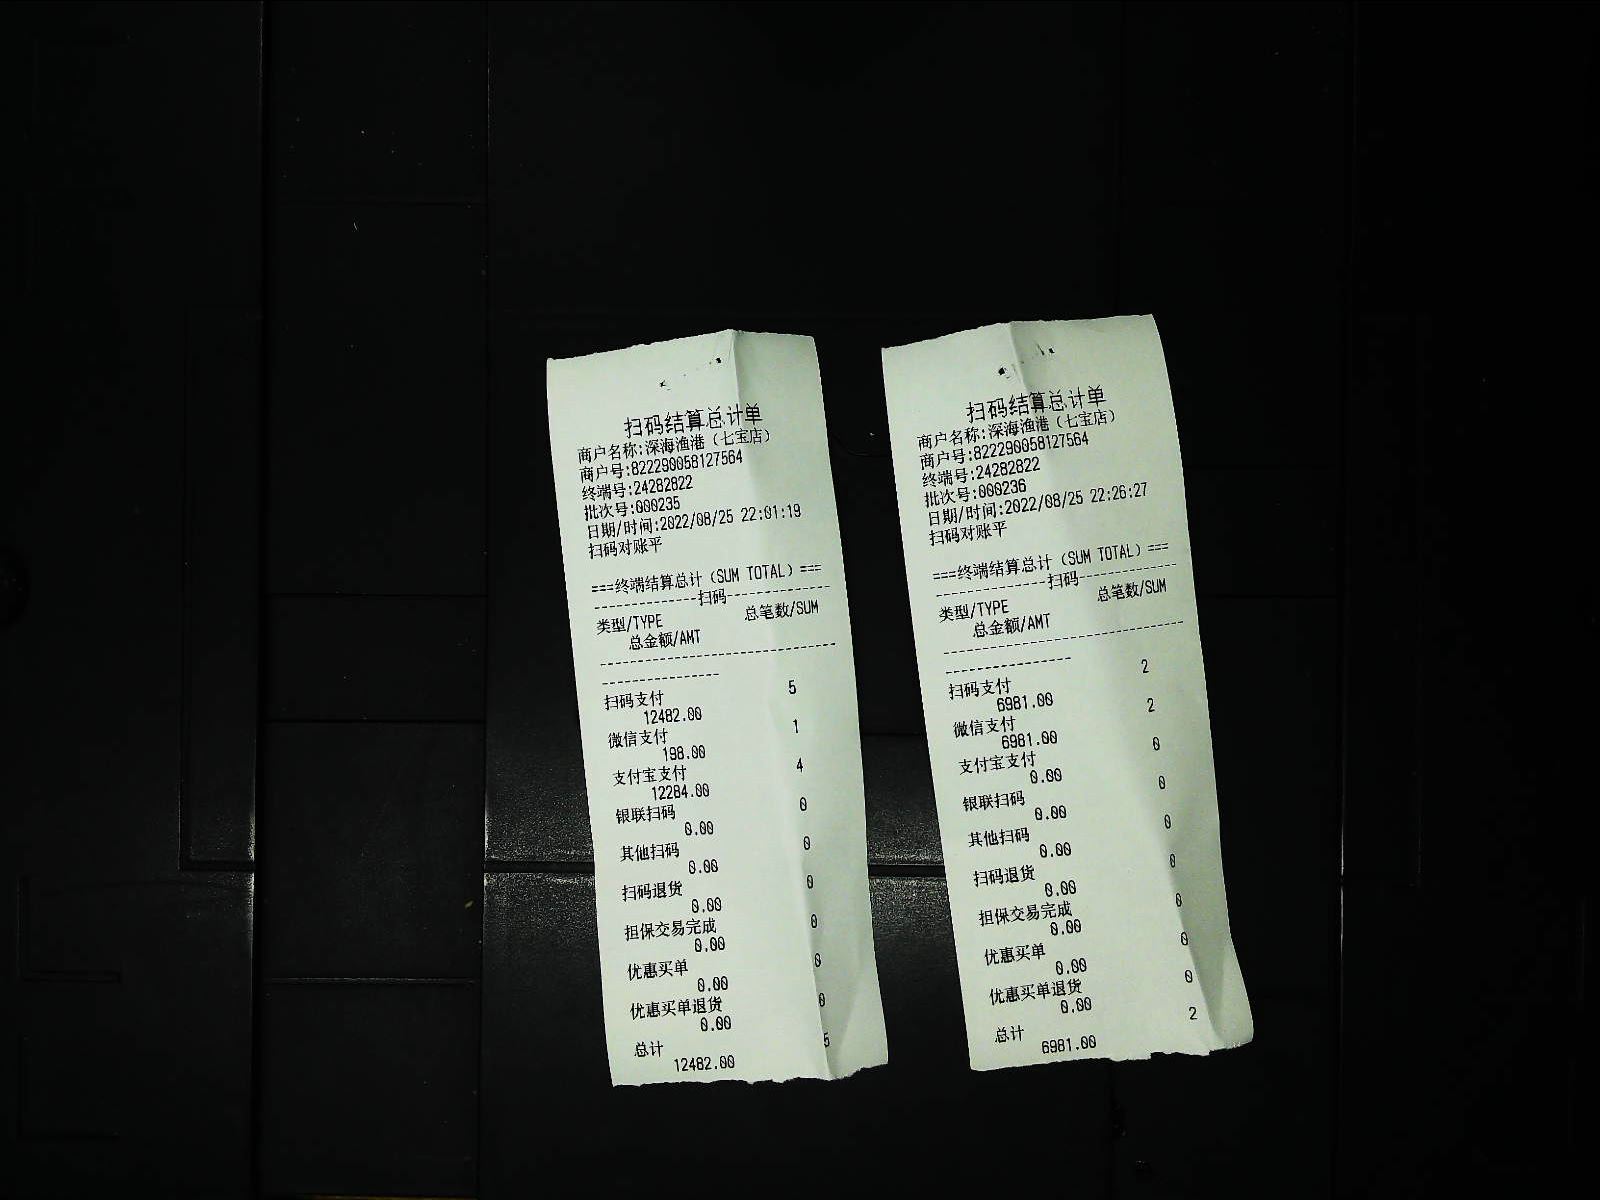 扫码结算总计单
商户名称:深海渔港（七宝店）
商户号:822290058127564
终端号:24282822
批次号:000235
日期/时间:2022/08/25 22:01:19
扫码对账平
===终端结算总计（SUM TOTAL）===
----------------扫码----------------
类型/TYPE 总笔数/SUM
总金额/AMT
扫码支付 5
12482.00
微信支付 1
198.00
支付宝支付 4
12284.00
银联扫码 0
0.00
其他扫码 0
0.00
扫码退货 0
0.00
担保交易完成 0
0.00
优惠买单 0
0.00
优惠买单退货 0
0.00
总计 5
12482.00
扫码结算总计单
商户名称:深海渔港（七宝店）
商户号:822290058127564
终端号:24282822
批次号:000236
日期/时间:2022/08/25 22:26:27
扫码对账平
===终端结算总计（SUM TOTAL）===
----------------扫码----------------
类型/TYPE 总笔数/SUM
总金额/AMT
扫码支付 2
6981.00
微信支付 2
6981.00
支付宝支付 0
0.00
银联扫码 0
0.00
其他扫码 0
0.00
扫码退货 0
0.00
担保交易完成 0
0.00
优惠买单 0
0.00
优惠买单退货 0
0.00
总计 2
6981.00